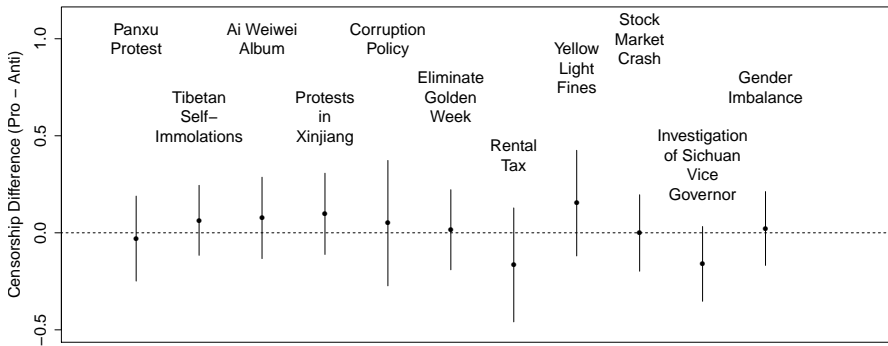 Censorship Difference (Pro − Anti)
1.0
0.5
0.0
−0.5
Panxu
Protest
Tibetan
Self−
Immolations
Ai Weiwei
Album
Protests
in
Xinjiang
Corruption
Policy
Eliminate
Golden
Week
Rental
Tax
Yellow
Light
Fines
Stock
Market
Crash
Investigation
of Sichuan
Vice
Governor
Gender
Imbalance